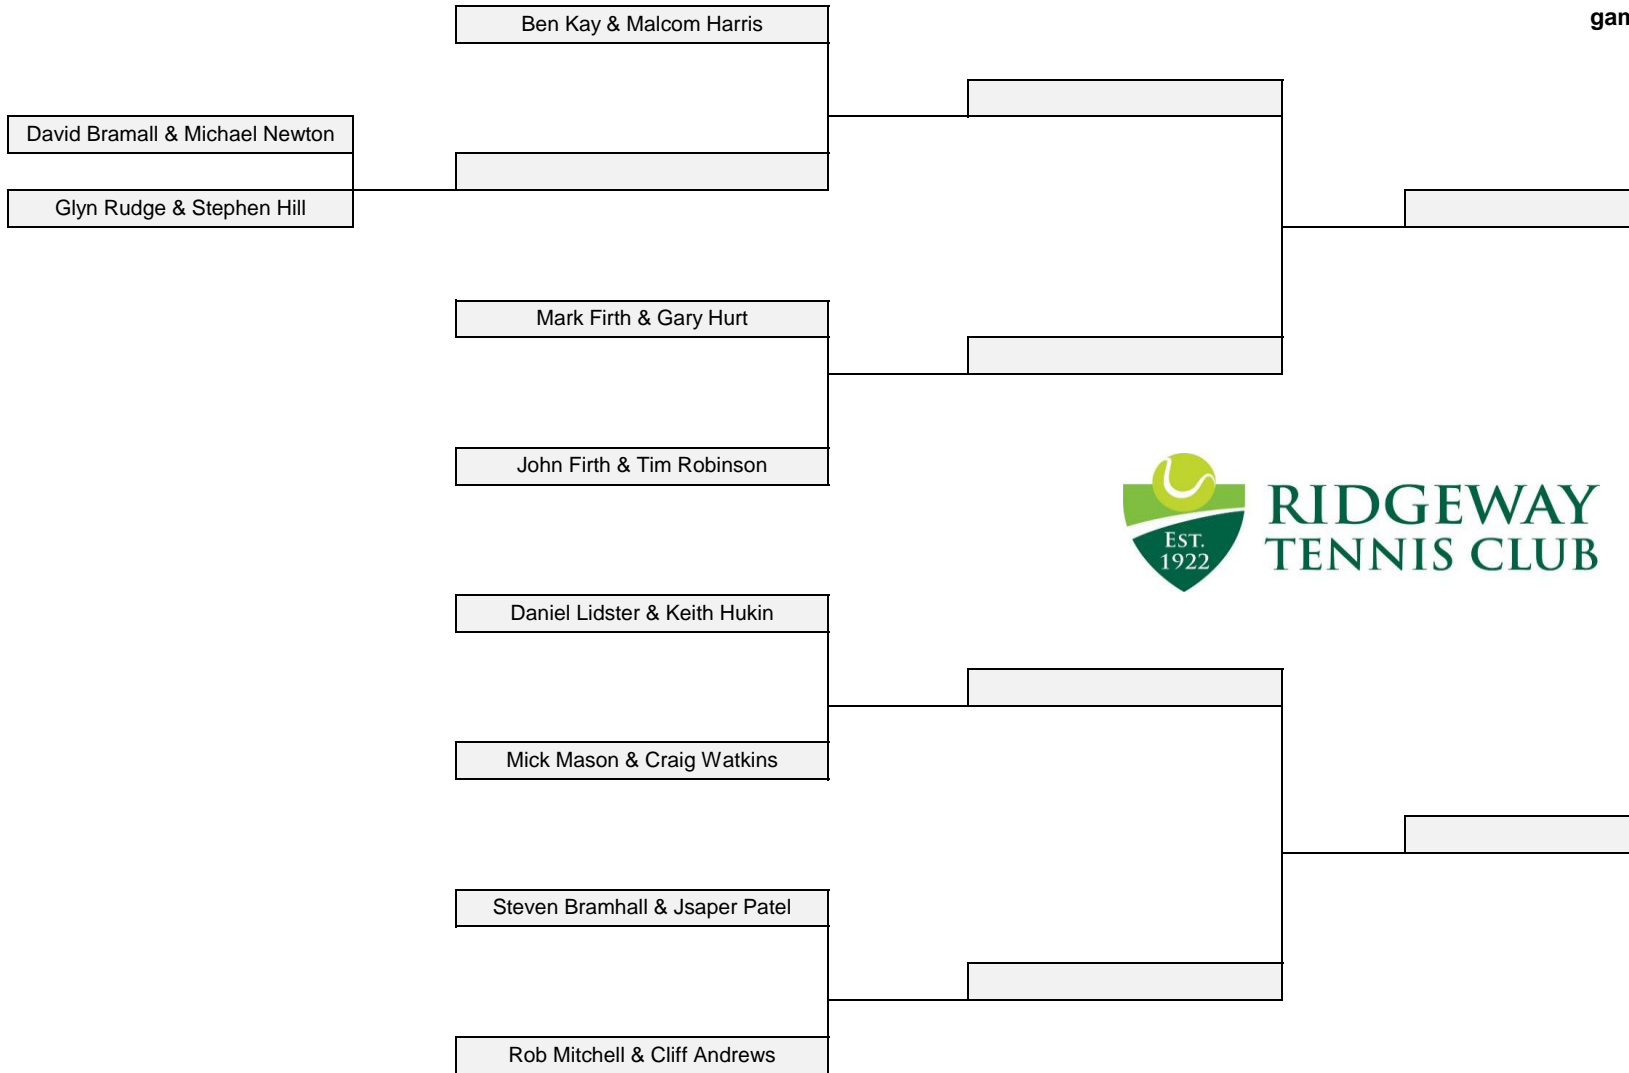 Ben Kay & Malcom Harris
David Bramall & Michael Newton
Glyn Rudge & Stephen Hill
Mark Firth & Gary Hurt
John Firth & Tim Robinson
EST.
1922
RIDGEWAY
TENNIS CLUB
Daniel Lidster & Keith Hukin
Mick Mason & Craig Watkins
Steven Bramhall & Jsaper Patel
Rob Mitchell & Cliff Andrews